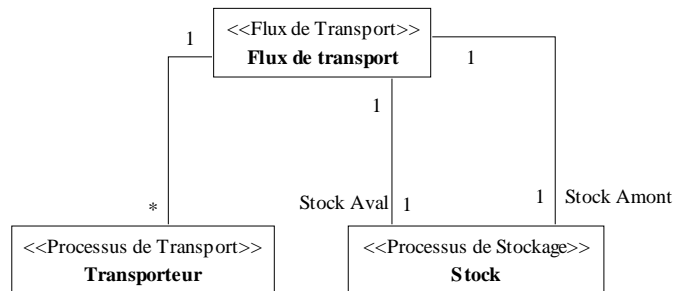 <<Flux de Transport>>
Flux de transport
1
1
1
Stock Aval
1
1
Stock Amont
*
<<Processus de Transport>>
Transporteur
<<Processus de Stockage>>
Stock